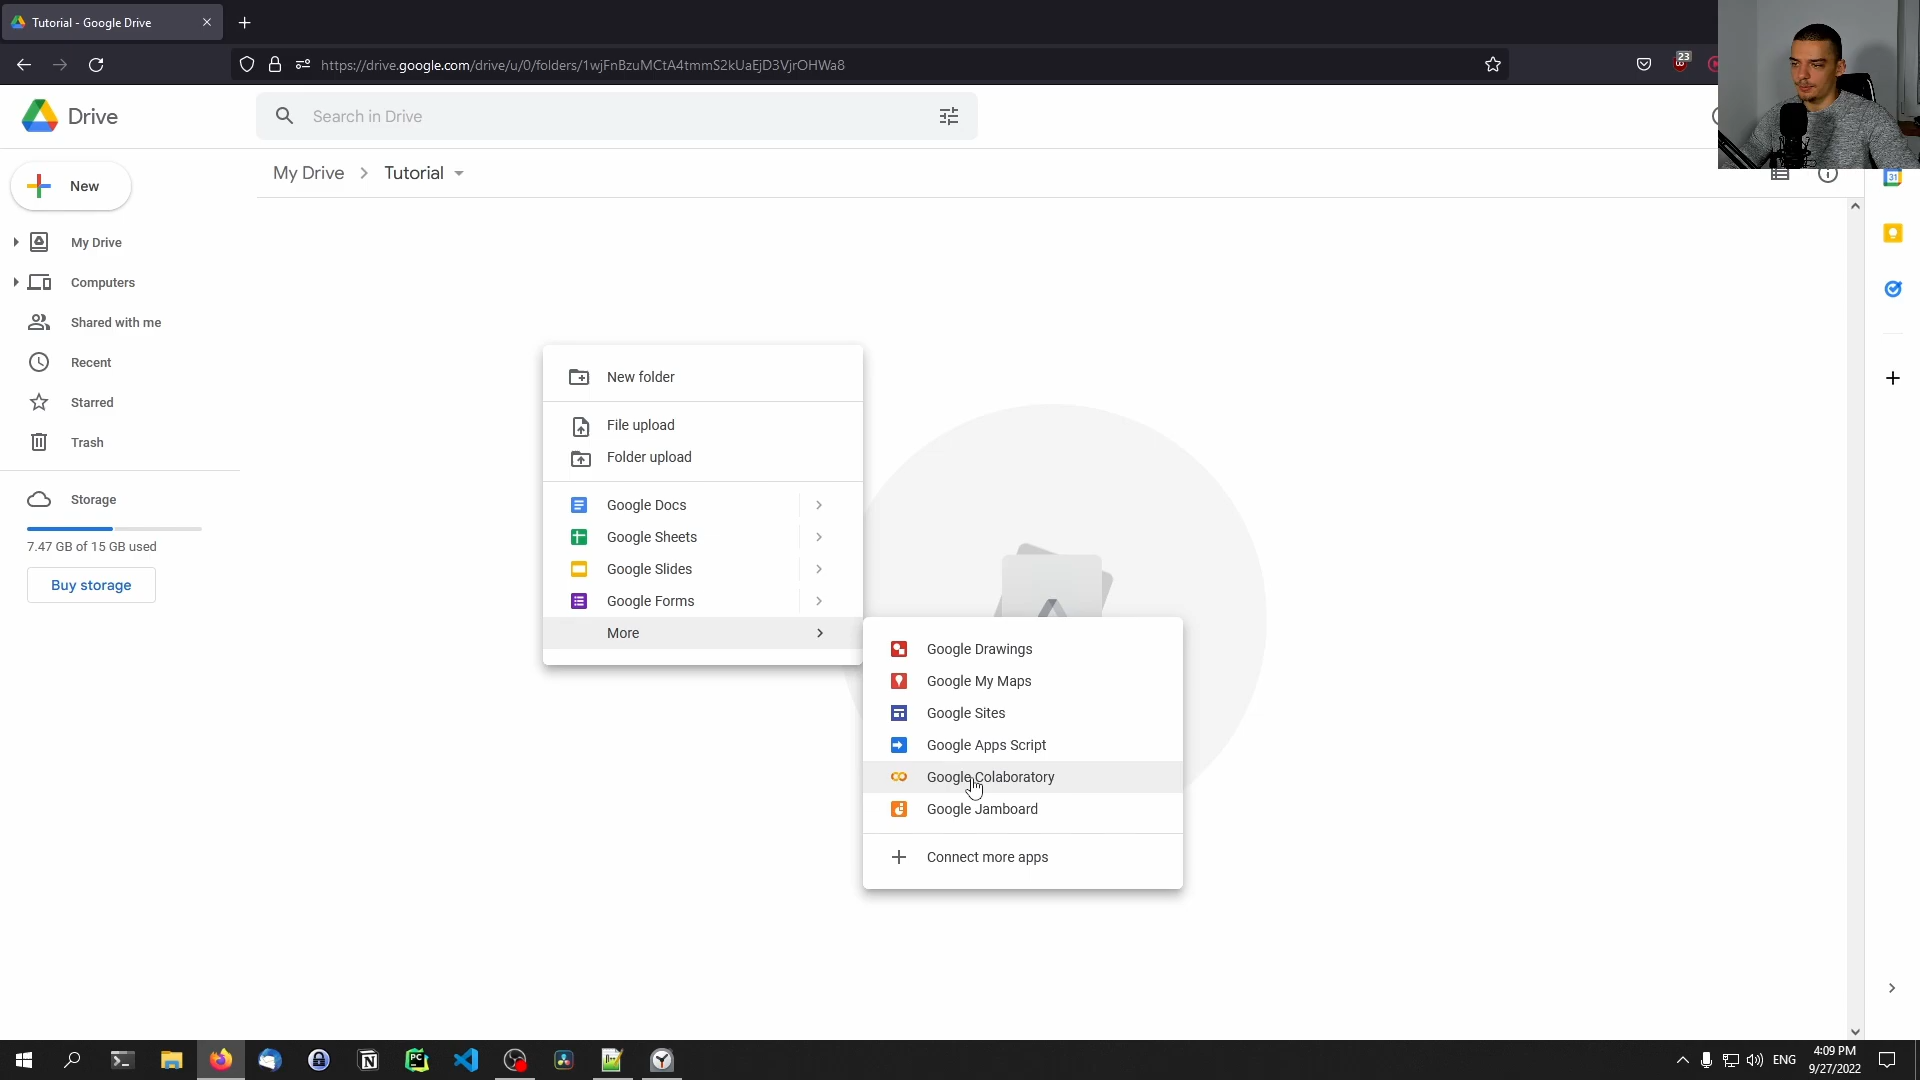 Tutorial - Google Drive
https://drive.google.com/drive/u/0/folders/1wjFnBzuMCtA4tmmS2kUaEjD3VjrOHWa8
23
Drive
Search in Drive
New
My Drive
Tutorial
31
My Drive
Computers
Shared with me
Recent
Starred
Trash
Storage
7.47 GB of 15 GB used
Buy storage
New folder
File upload
Folder upload
Google Docs
Google Sheets
Google Slides
Google Forms
More
Google Drawings
Google My Maps
Google Sites
Google Apps Script
Google Colaboratory
Google Jamboard
Connect more apps
N
PC
ENG
4:09 PM
9/27/2022